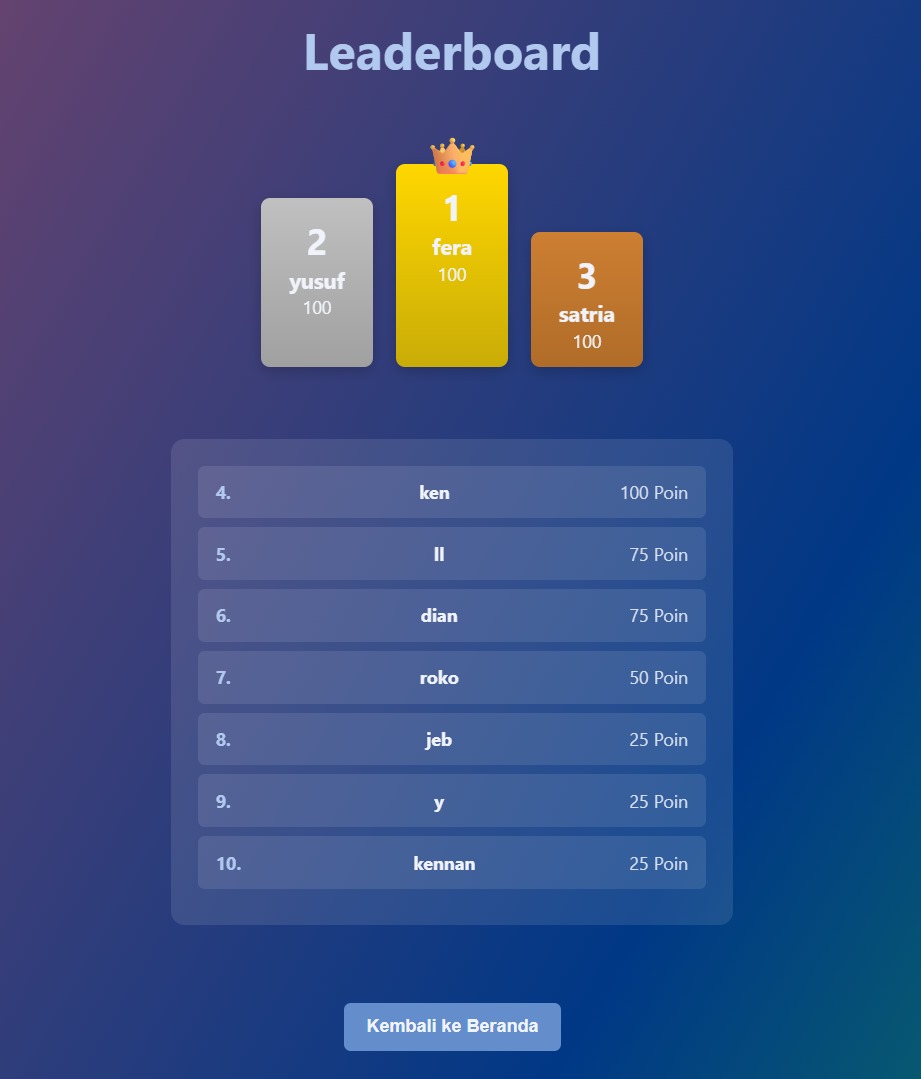 Leaderboard
2
yusuf
100
1
fera
100
3
satria
100
4. ken 100 Poin
5. ll 75 Poin
6. dian 75 Poin
7. roko 50 Poin
8. jeb 25 Poin
9. y 25 Poin
10. kennan 25 Poin
Kembali ke Beranda